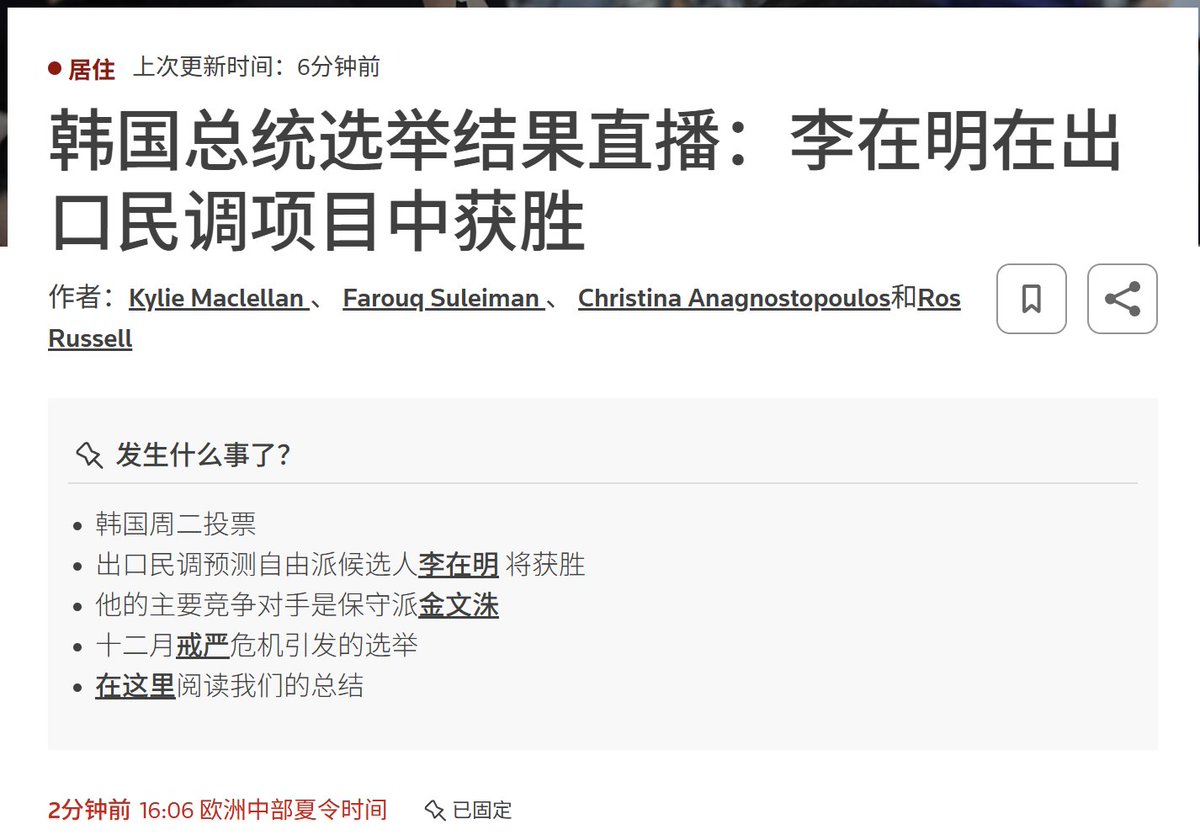 居住 上次更新时间：6分钟前
韩国总统选举结果直播：李在明在出
口民调项目中获胜
作者：Kylie Maclellan 、 Farouq Suleiman 、 Christina Anagnostopoulos和Ros
Russell
发生什么事了？
韩国周二投票
出口民调预测自由派候选人李在明 将获胜
他的主要竞争对手是保守派金文洙
十二月戒严危机引发的选举
在这里阅读我们的总结
2分钟前 16:06 欧洲中部夏令时间 已固定